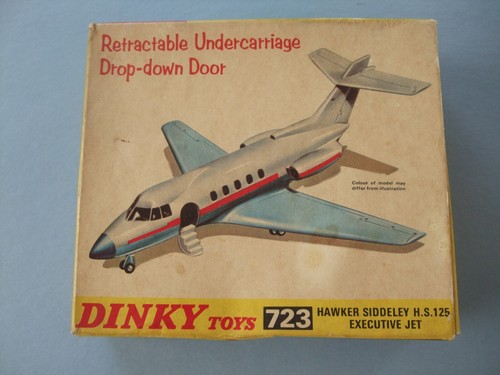 Retractable Undercarriage
Drop-down Door
Colour of model may
differ from illustration
DINKY TOYS 723 HAWKER SIDDELEY H.S.125
EXECUTIVE JET